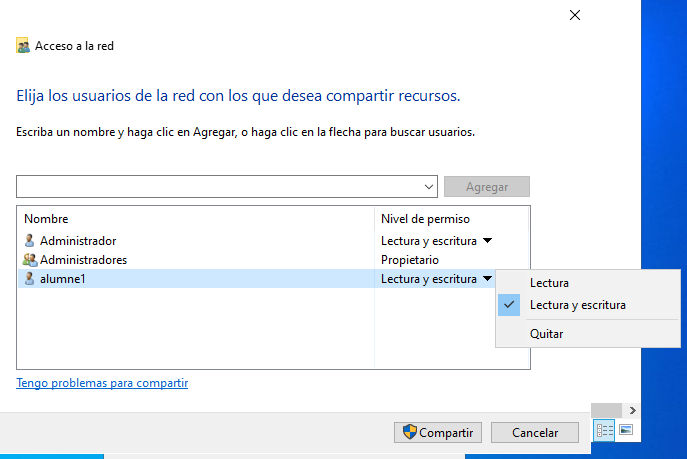 Acceso a la red
Elija los usuarios de la red con los que desea compartir recursos.
Escriba un nombre y haga clic en Agregar, o haga clic en la flecha para buscar usuarios.
Agregar
Nombre Nivel de permiso
Administrador Lectura y escritura
Administradores Propietario
alumne1 Lectura y escritura
Lectura
Lectura y escritura
Quitar
Tengo problemas para compartir
Compartir Cancelar